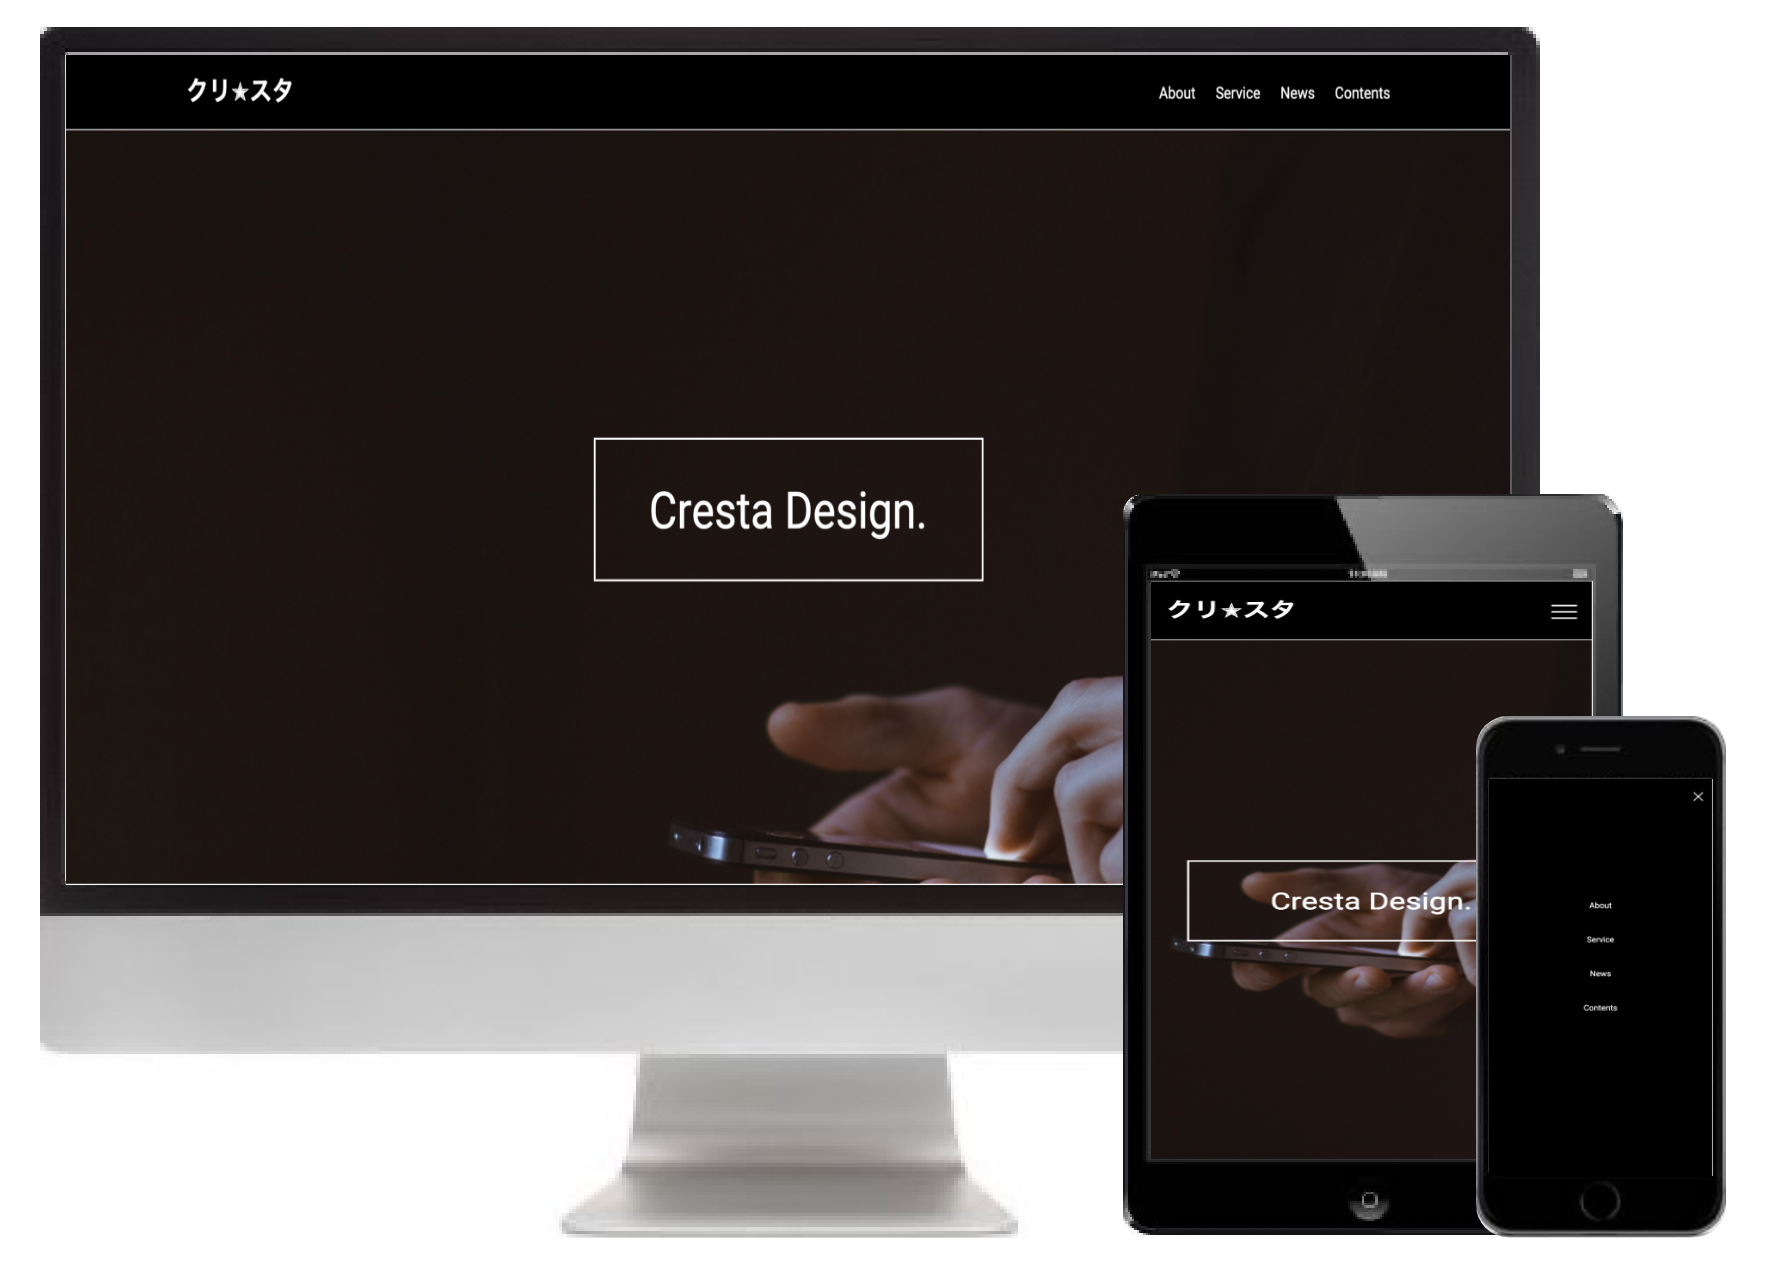 クリ★スタ
About Service News Contents
Cresta Design.
クリ★スタ
Cresta Design.
About
Service
News
Contents